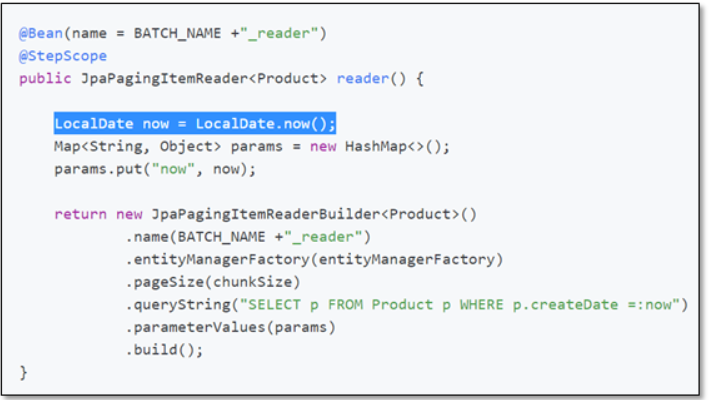 @Bean(name = BATCH_NAME +"_reader")
@StepScope
public JpaPagingItemReader<Product> reader() {
LocalDate now = LocalDate.now();
Map<String, Object> params = new HashMap<>();
params.put("now", now);
return new JpaPagingItemReaderBuilder<Product>()
.name(BATCH_NAME +"_reader")
.entityManagerFactory(entityManagerFactory)
.pageSize(chunkSize)
.queryString("SELECT p FROM Product p WHERE p.createDate =:now")
.parameterValues(params)
.build();
}